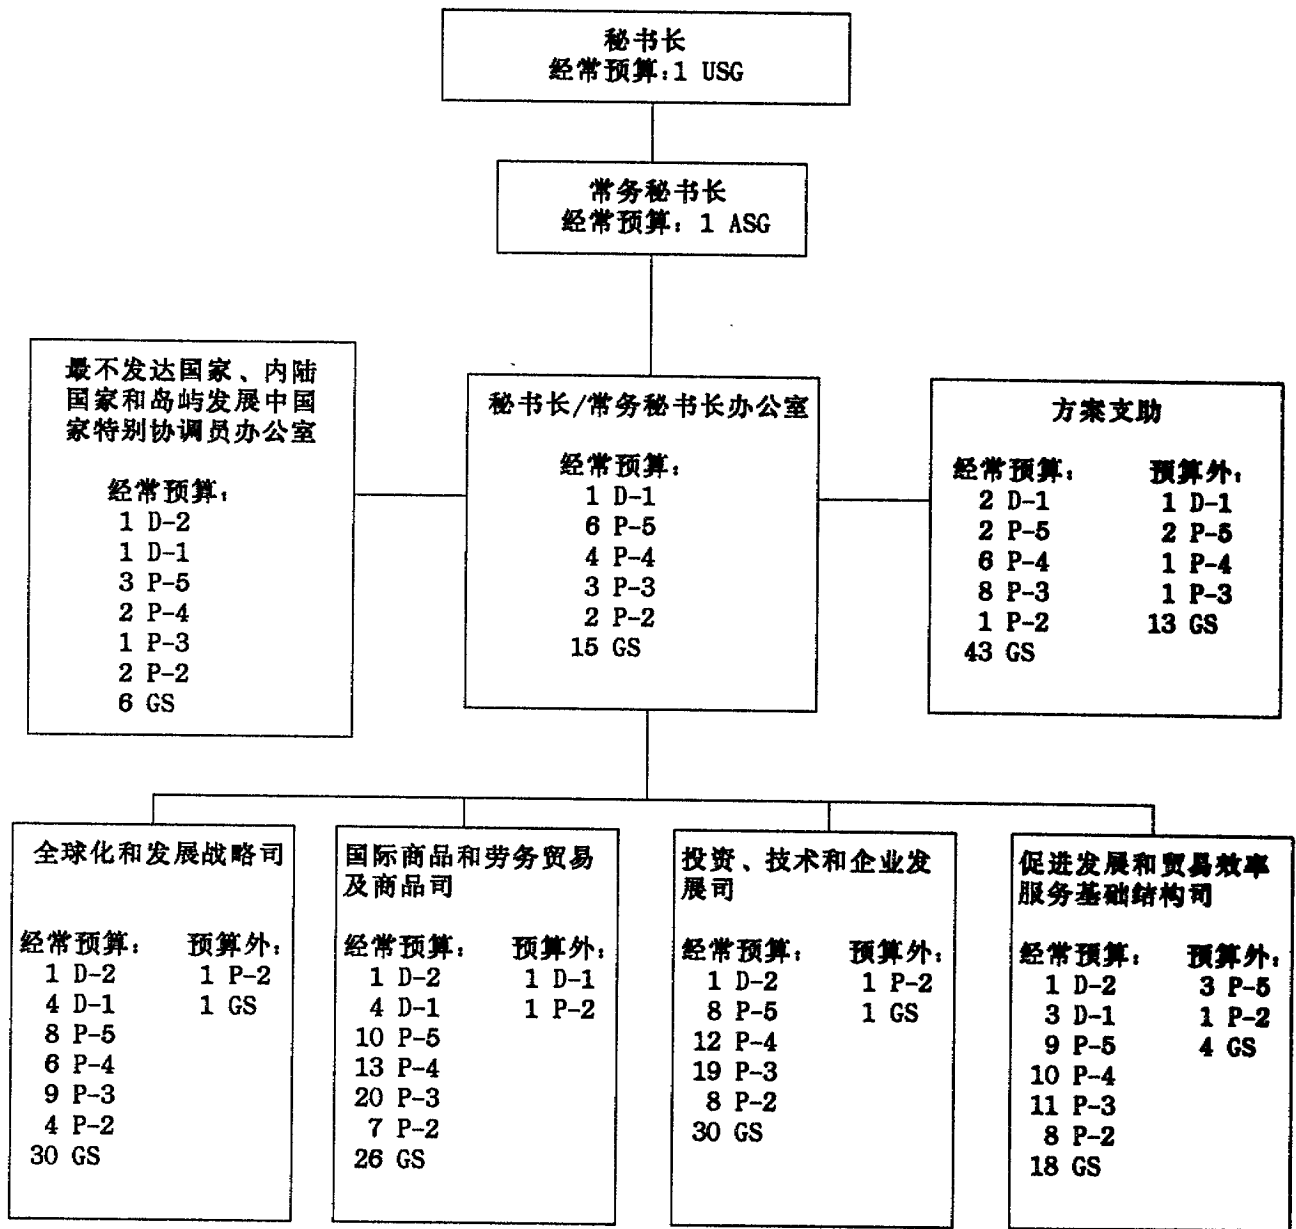 秘书长
经常预算:1 USG
常务秘书长
经常预算: 1 ASG
最不发达国家、内陆
国家和岛屿发展中国
家特别协调员办公室
经常预算:
1 D-2
1 D-1
3 P-5
2 P-4
1 P-3
2 P-2
6 GS
秘书长/常务秘书长办公室
经常预算:
1 D-1
6 P-5
4 P-4
3 P-3
2 P-2
15 GS
方案支助
经常预算: 预算外:
2 D-1 1 D-1
2 P-5 2 P-5
6 P-4 1 P-4
8 P-3 1 P-3
1 P-2 13 GS
43 GS
全球化和发展战略司
经常预算: 预算外:
1 D-2 1 P-2
4 D-1 1 GS
8 P-5
6 P-4
9 P-3
4 P-2
30 GS
国际商品和劳务贸易
及商品司
经常预算: 预算外:
1 D-2 1 D-1
4 D-1 1 P-2
10 P-5
13 P-4
20 P-3
7 P-2
26 GS
投资、技术和企业发
展司
经常预算: 预算外:
1 D-2 1 P-2
8 P-5 1 GS
12 P-4
19 P-3
8 P-2
30 GS
促进发展和贸易效率
服务基础结构司
经常预算: 预算外:
1 D-2 3 P-5
3 D-1 1 P-2
9 P-5 4 GS
10 P-4
11 P-3
8 P-2
18 GS